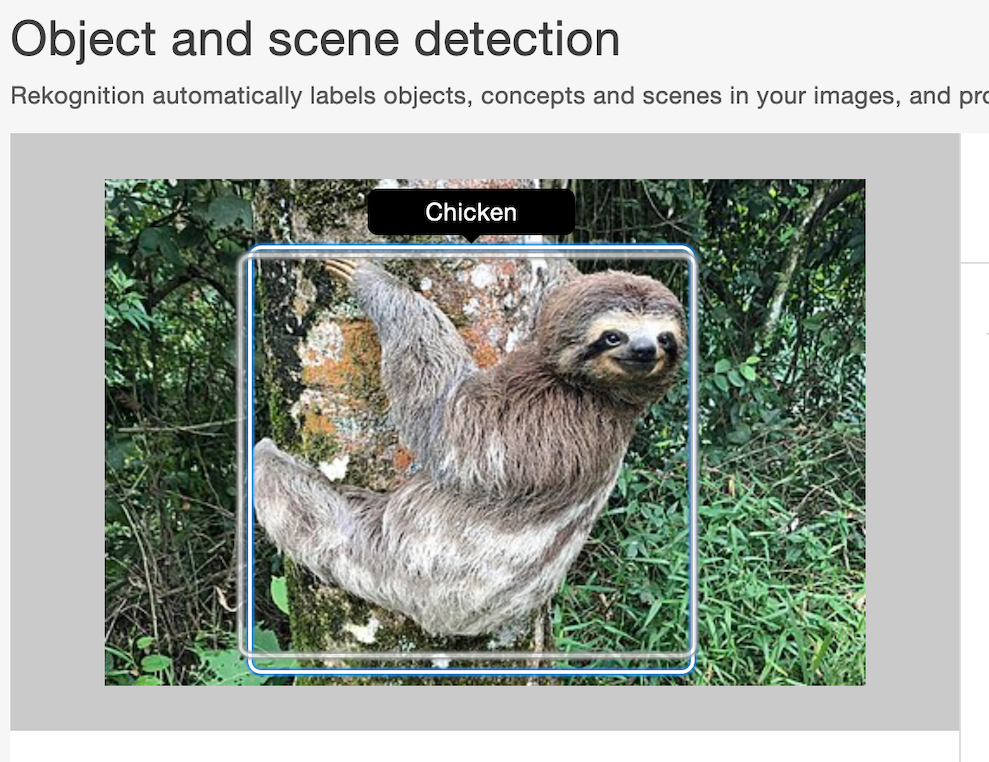 Object and scene detection
Rekognition automatically labels objects, concepts and scenes in your images, and pro
Chicken